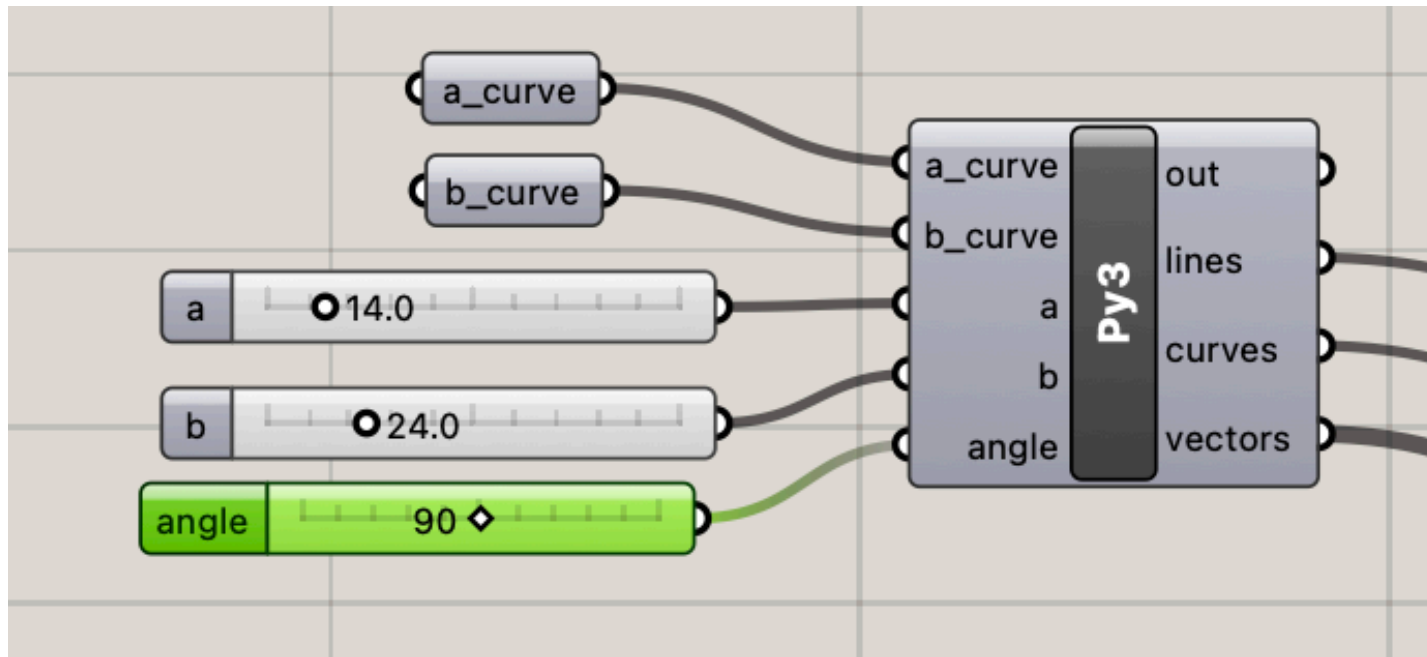 a_curve
b_curve
a 14.0
b 24.0
angle 90
a_curve
b_curve
a
b
angle
Py3
out
lines
curves
vectors